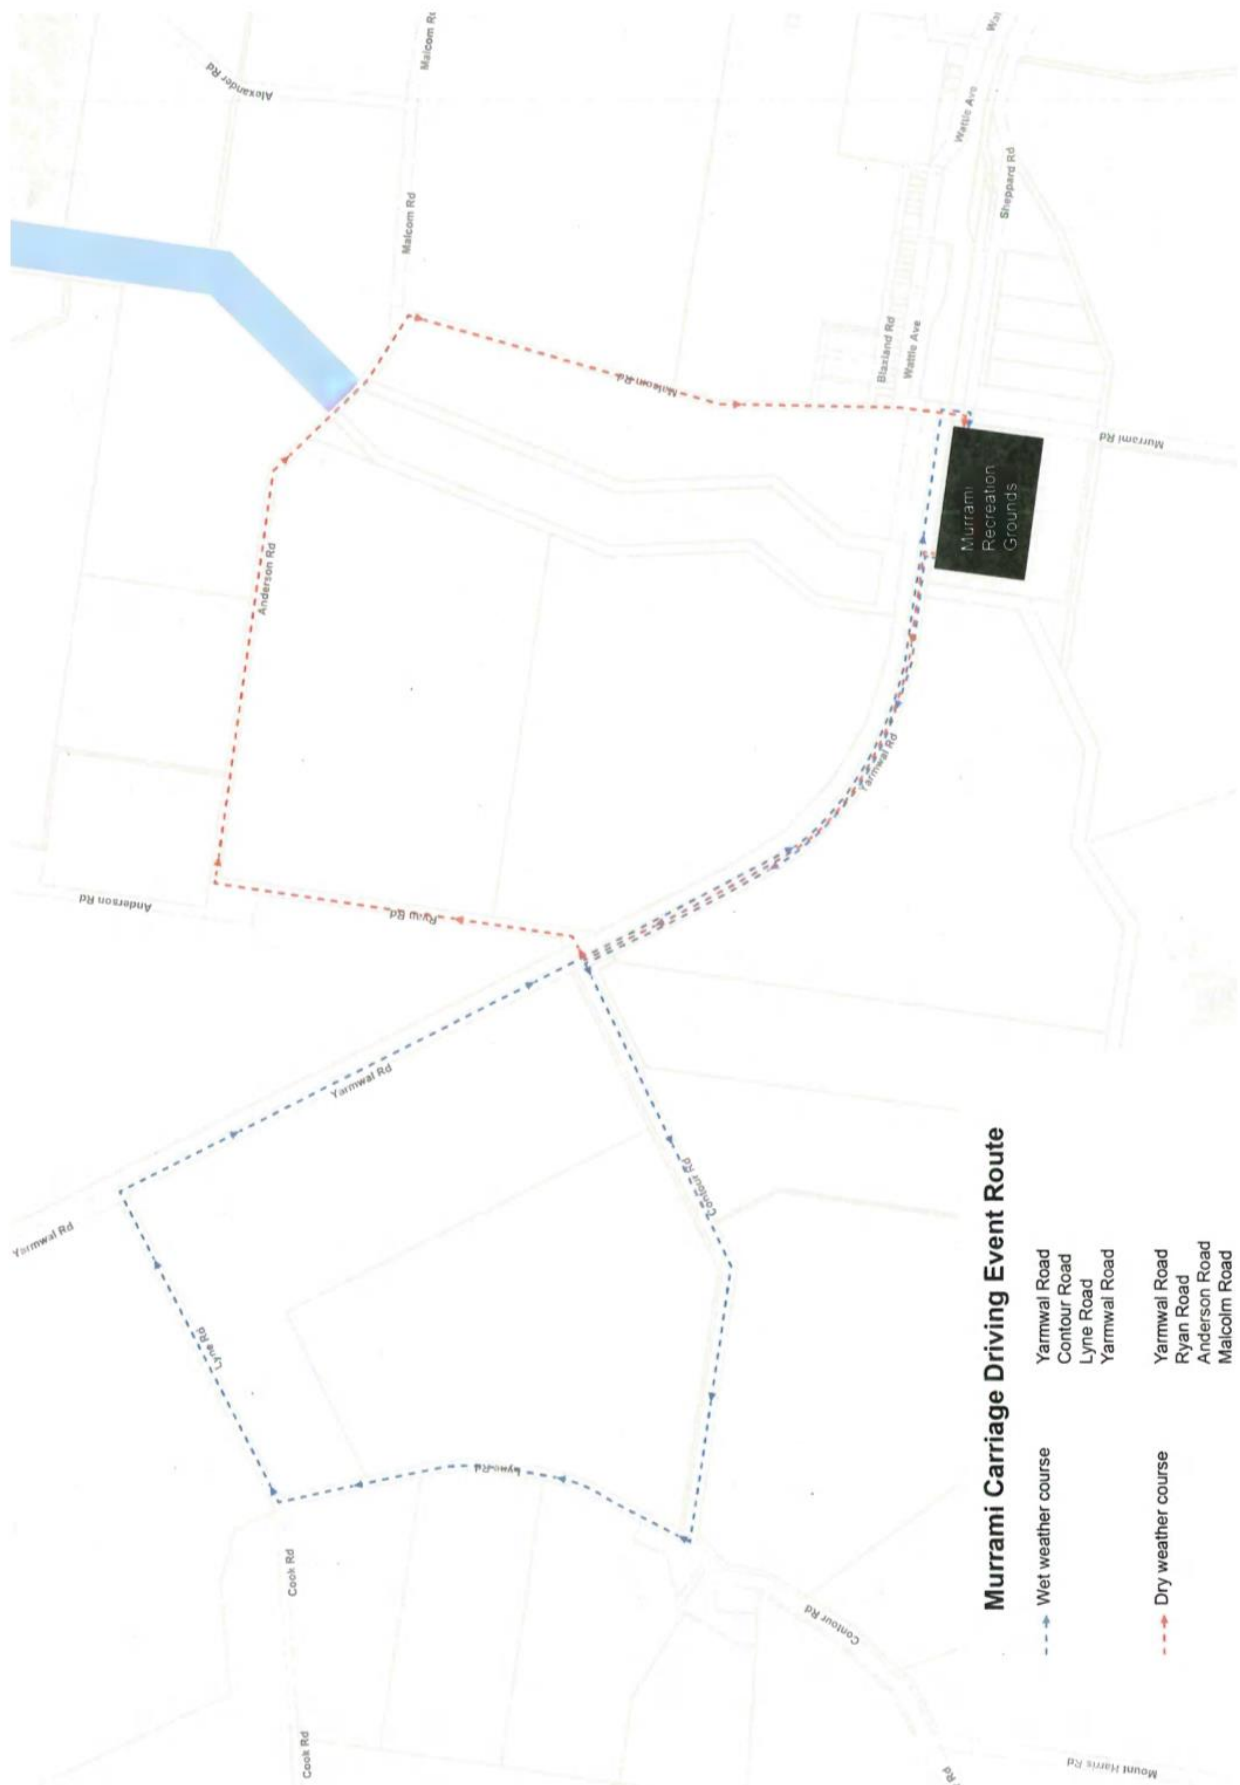 Murrami Carriage Driving Event Route
Wet weather course
Yarmwal Road
Contour Road
Lyne Road
Yarmwal Road
Dry weather course
Yarmwal Road
Ryan Road
Anderson Road
Malcolm Road
Murrami
Recreation
Grounds
Yarmwal Rd
Yarmwal Rd
Yarmwal Rd
Lyne Rd
Lyne Rd
Cook Rd
Cook Rd
Contour Rd
Contour Rd
Mount Harris Rd
Rd
Anderson Rd
Anderson Rd
Ryan Rd
Alexander Rd
Malcom Rd
Malcom Rd
Malcom Rd
Blaxland Rd
Wattle Ave
Wattle Ave
Sheppard Rd
Murrami Rd